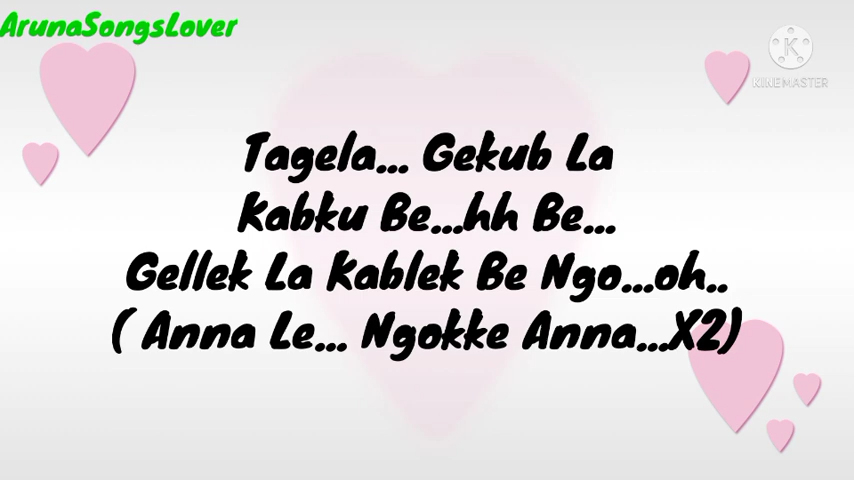 ArunaSongsLover
K
KINEMASTER
Tagela... Gekub La
Kabku Be...hh Be...
Gellek La Kablek Be Ngo...oh..
( Anna Le... Ngokke Anna...X2)